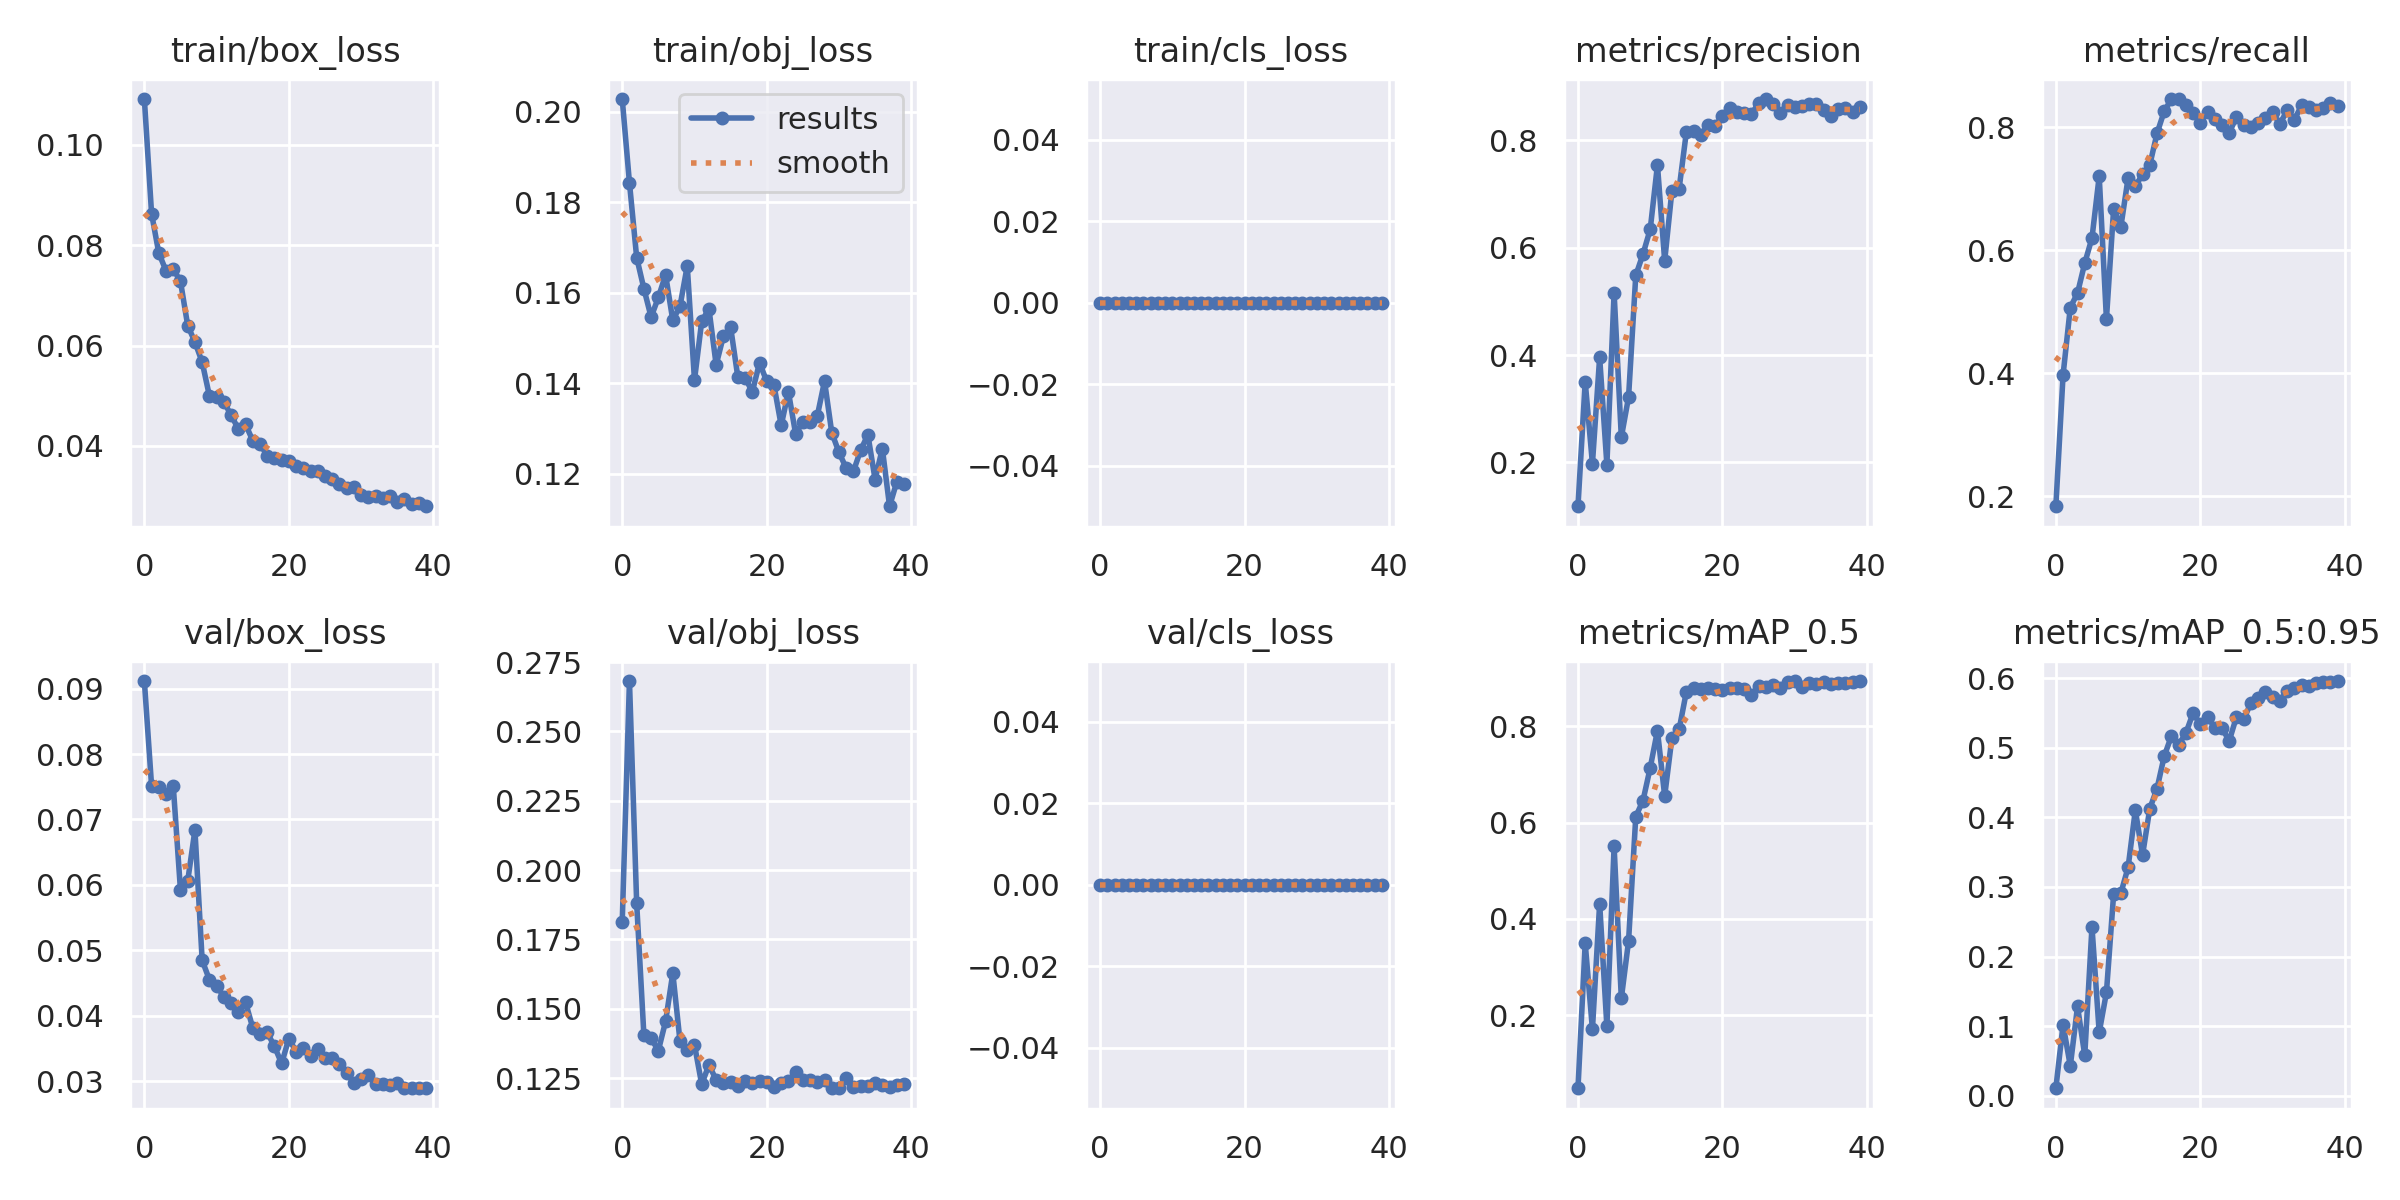 train/box_loss
0.10
0.08
0.06
0.04
0 20 40
train/obj_loss
results
smooth
0.20
0.18
0.16
0.14
0.12
0 20 40
train/cls_loss
0.04
0.02
0.00
−0.02
−0.04
0 20 40
metrics/precision
0.8
0.6
0.4
0.2
0 20 40
metrics/recall
0.8
0.6
0.4
0.2
0 20 40
val/box_loss
0.09
0.08
0.07
0.06
0.05
0.04
0.03
0 20 40
val/obj_loss
0.275
0.250
0.225
0.200
0.175
0.150
0.125
0 20 40
val/cls_loss
0.04
0.02
0.00
−0.02
−0.04
0 20 40
metrics/mAP_0.5
0.8
0.6
0.4
0.2
0 20 40
metrics/mAP_0.5:0.95
0.6
0.5
0.4
0.3
0.2
0.1
0.0
0 20 40